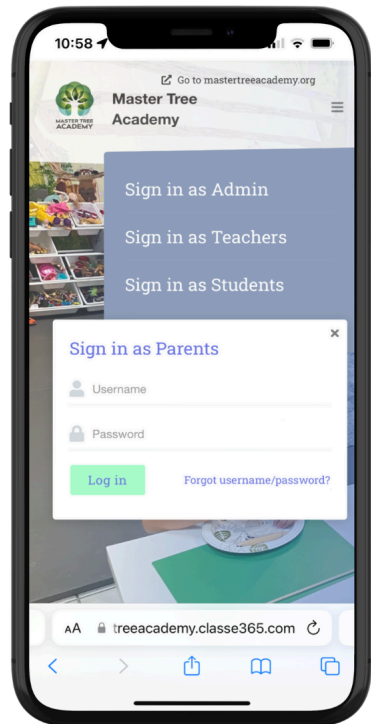 10:58
Go to mastertreeacademy.org
MASTER TREE
ACADEMY
Master Tree
Academy
Sign in as Admin
Sign in as Teachers
Sign in as Students
Sign in as Parents
×
Username
Password
Log in
Forgot username/password?
AA
treeacademy.classe365.com